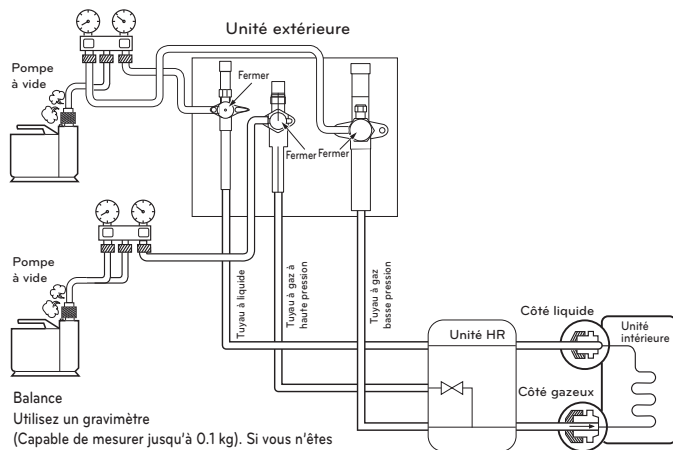 Unité extérieure
Pompe
à vide
Fermer
Fermer
Fermer
Pompe
à vide
Tuyau à liquide
Tuyau à gaz à
haute pression
Tuyau à gaz
basse pression
Unité HR
Côté liquide
Unité
intérieure
Côté gazeux
Balance
Utilisez un gravimètre
(Capable de mesurer jusqu'à 0.1 kg). Si vous n'êtes